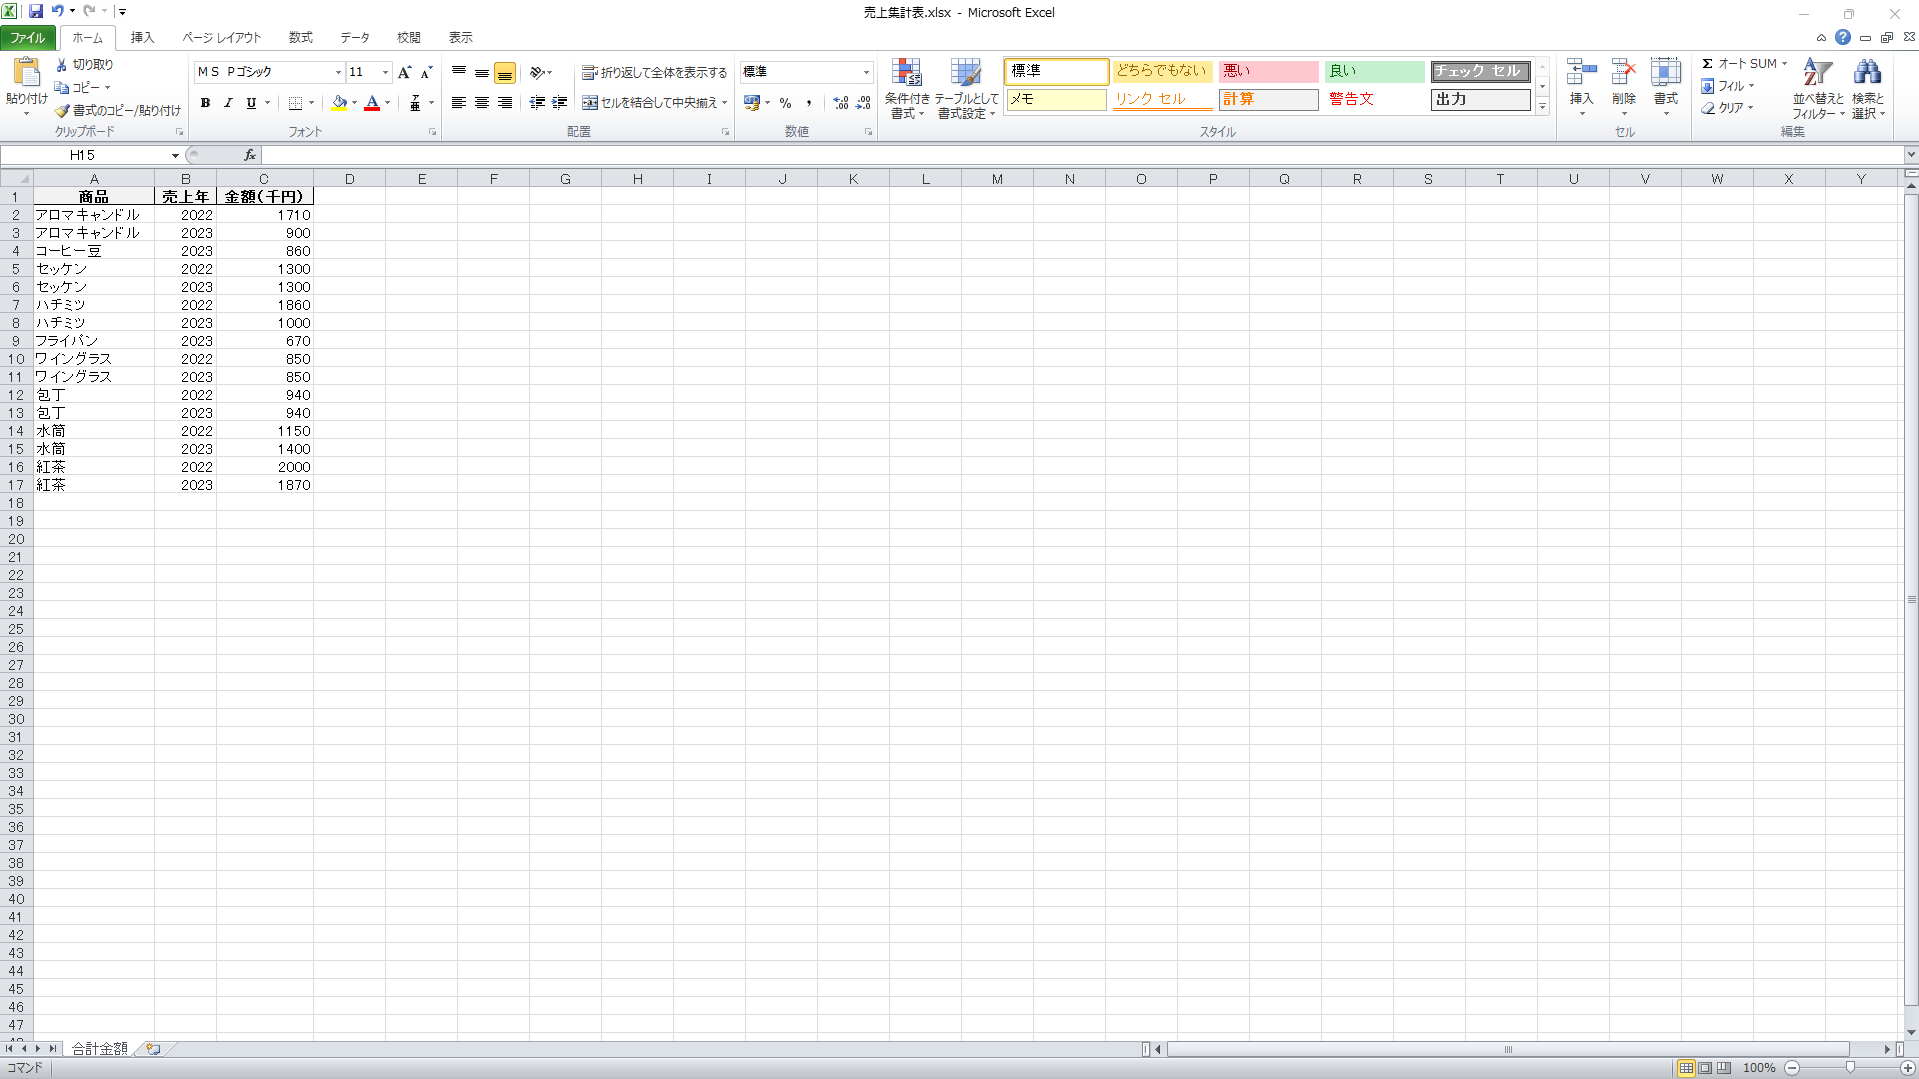 売上集計表.xlsx - Microsoft Excel
ファイル ホーム 挿入 ページ レイアウト 数式 データ 校閲 表示
貼り付け
切り取り
コピー
書式のコピー/貼り付け
クリップボード
ＭＳ Ｐゴシック 11
B I U
フォント
折り返して全体を表示する
セルを結合して中央揃え
配置
標準
% ,
数値
条件付き書式
テーブルとして書式設定
標準 どちらでもない 悪い 良い チェック セル
メモ リンク セル 計算 警告文 出力
スタイル
挿入 削除 書式
セル
Σ オート SUM
フィル
クリア
並べ替えとフィルター
検索と選択
編集
H15 fx
A B C D E F G H I J K L M N O P Q R S T U V W X Y
1 商品 売上年 金額(千円)
2 アロマキャンドル 2022 1710
3 アロマキャンドル 2023 900
4 コーヒー豆 2023 860
5 セッケン 2022 1300
6 セッケン 2023 1300
7 ハチミツ 2022 1860
8 ハチミツ 2023 1000
9 フライパン 2023 670
10 ワイングラス 2022 850
11 ワイングラス 2023 850
12 包丁 2022 940
13 包丁 2023 940
14 水筒 2022 1150
15 水筒 2023 1400
16 紅茶 2022 2000
17 紅茶 2023 1870
18
19
20
21
22
23
24
25
26
27
28
29
30
31
32
33
34
35
36
37
38
39
40
41
42
43
44
45
46
47
合計金額
コマンド 100%